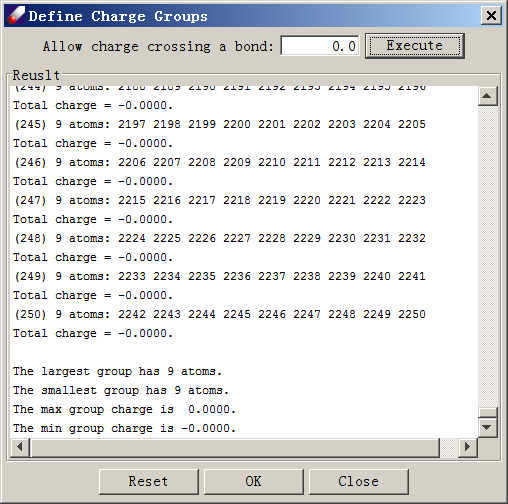 Define Charge Groups
Allow charge crossing a bond: 0.0 Execute
Reuslt
(244) 9 atoms: 2188 2189 2190 2191 2192 2193 2194 2195 2196
Total charge = -0.0000.
(245) 9 atoms: 2197 2198 2199 2200 2201 2202 2203 2204 2205
Total charge = -0.0000.
(246) 9 atoms: 2206 2207 2208 2209 2210 2211 2212 2213 2214
Total charge = -0.0000.
(247) 9 atoms: 2215 2216 2217 2218 2219 2220 2221 2222 2223
Total charge = -0.0000.
(248) 9 atoms: 2224 2225 2226 2227 2228 2229 2230 2231 2232
Total charge = -0.0000.
(249) 9 atoms: 2233 2234 2235 2236 2237 2238 2239 2240 2241
Total charge = -0.0000.
(250) 9 atoms: 2242 2243 2244 2245 2246 2247 2248 2249 2250
Total charge = -0.0000.
The largest group has 9 atoms.
The smallest group has 9 atoms.
The max group charge is  0.0000.
The min group charge is -0.0000.
Reset OK Close